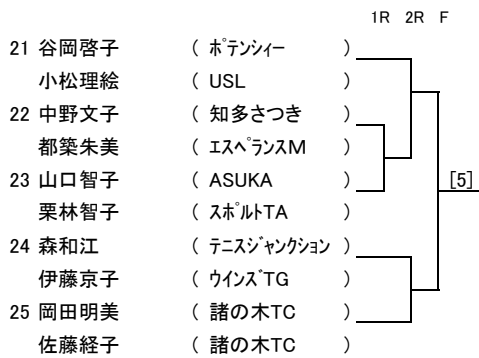 1R 2R F
21 谷岡啓子 ( ﾎﾟﾃﾝｼｨｰ )
小松理絵 ( USL )
22 中野文子 ( 知多さつき )
都築朱美 ( ｴｽﾍﾟﾗﾝｽM )
23 山口智子 ( ASUKA ) [5]
栗林智子 ( ｽﾎﾟﾙﾄTA )
24 森和江 ( ﾃﾆｽｼﾞｬﾝｸｼｮﾝ )
伊藤京子 ( ｳｲﾝｽﾞTG )
25 岡田明美 ( 諸の木TC )
佐藤経子 ( 諸の木TC )